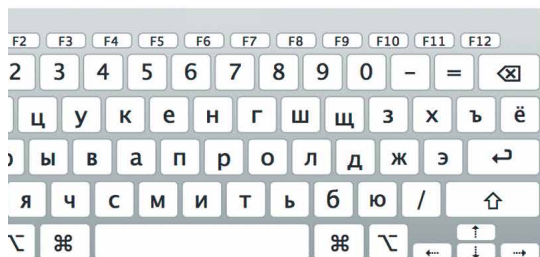 F2 F3 F4 F5 F6 F7 F8 F9 F10 F11 F12
2 3 4 5 6 7 8 9 0 - =
ц у к е н г ш щ з х ъ ё
ы в а п р о л д ж э
я ч с м и т ь б ю /
⌥ ⌘ ⌘ ⌥